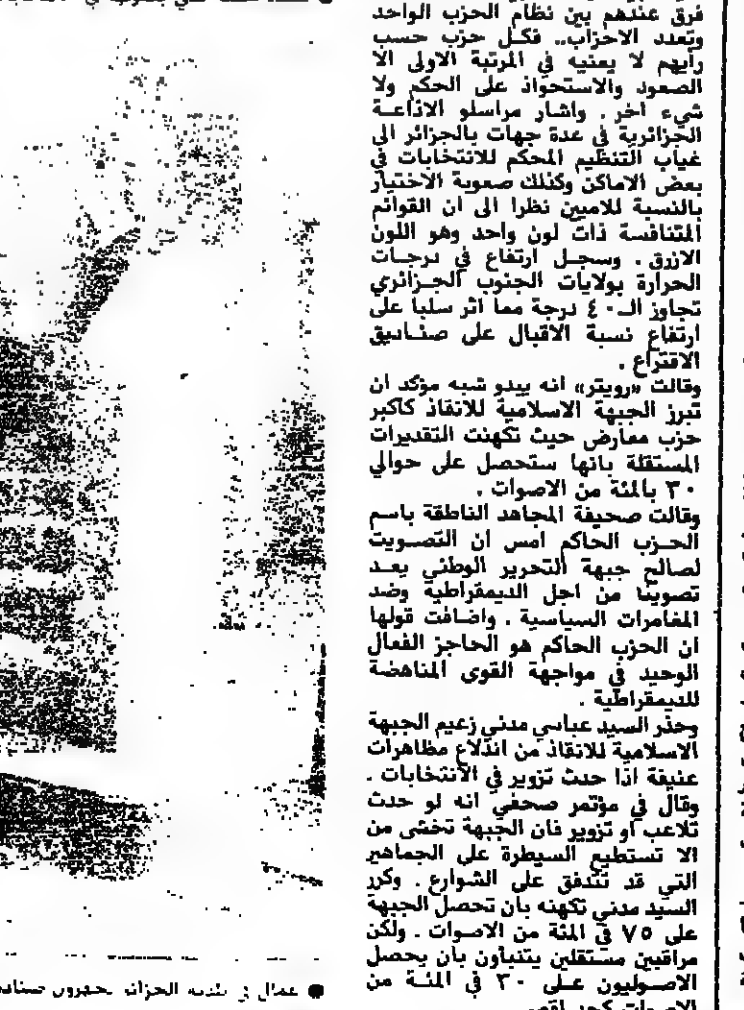 فرق عندهم بين نظام الحزب الواحد
وتعدد الاحزاب.. فكل حزب حسب
رأيهم لا يعنيه في المرتبة الاولى الا
الصعود والاستحواذ على الحكم ولا
شيء اخر . واشار مراسلو الاذاعة
الجزائرية في عدة جهات بالجزائر الى
غياب التنظيم المحكم للانتخابات في
بعض الاماكن وكذلك صعوبة الاختيار
بالنسبة للاميين نظرا الى ان القوائم
المتنافسة ذات لون واحد وهو اللون
الازرق . وسجل ارتفاع في درجات
الحرارة بولايات الجنوب الجزائري
تجاوز الـ٤٠ درجة مما اثر سلبا على
ارتفاع نسبة الاقبال على صناديق
الاقتراع .
وقالت «رويتر» انه يبدو شبه مؤكد ان
تبرز الجبهة الاسلامية للانقاذ كاكبر
حزب معارض حيث تكهنت التقديرات
المستقلة بانها ستحصل على حوالي
٣٠ بالمئة من الاصوات .
وقالت صحيفة المجاهد الناطقة باسم
الحزب الحاكم امس ان التصويت
لصالح جبهة التحرير الوطني يعد
تصويتا من اجل الديمقراطية وضد
المغامرات السياسية . واضافت قولها
ان الحزب الحاكم هو الحاجز الفعال
الوحيد في مواجهة القوى المناهضة
للديمقراطية .
وحذر السيد عباسي مدني زعيم الجبهة
الاسلامية للانقاذ من اندلاع مظاهرات
عنيفة اذا حدث تزوير في الانتخابات .
وقال في مؤتمر صحفي انه لو حدث
تلاعب او تزوير فان الجبهة تخشى من
الا تستطيع السيطرة على الجماهير
التي قد تتدفق على الشوارع . وكرر
السيد مدني تكهنه بان تحصل الجبهة
على ٧٥ في المئة من الاصوات . ولكن
مراقبين مستقلين يتنبأون بان يحصل
الاصوليون على ٣٠ في المئة من
الاصوات كحد اقصى
● عمال في بلدية الجزائر يجهزون